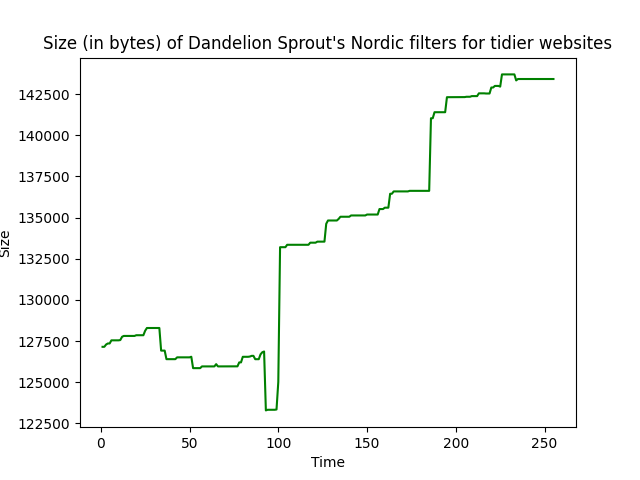 Size (in bytes) of Dandelion Sprout's Nordic filters for tidier websites
142500
140000
137500
135000
132500
130000
127500
125000
122500
Size
0 50 100 150 200 250
Time